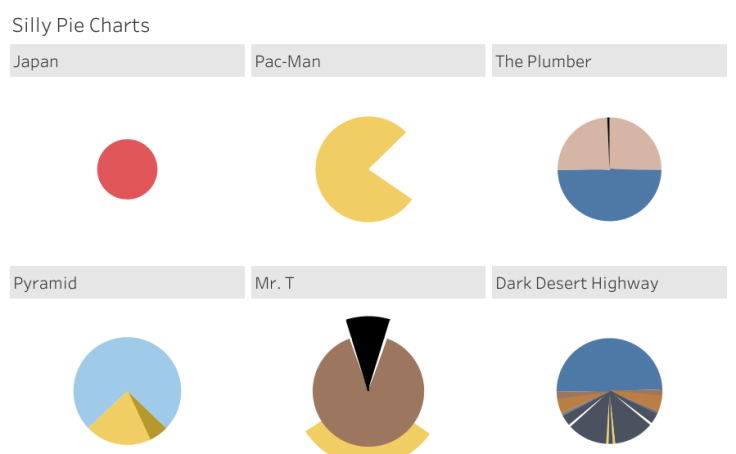 Silly Pie Charts
Japan
Pac-Man
The Plumber
Pyramid
Mr. T
Dark Desert Highway